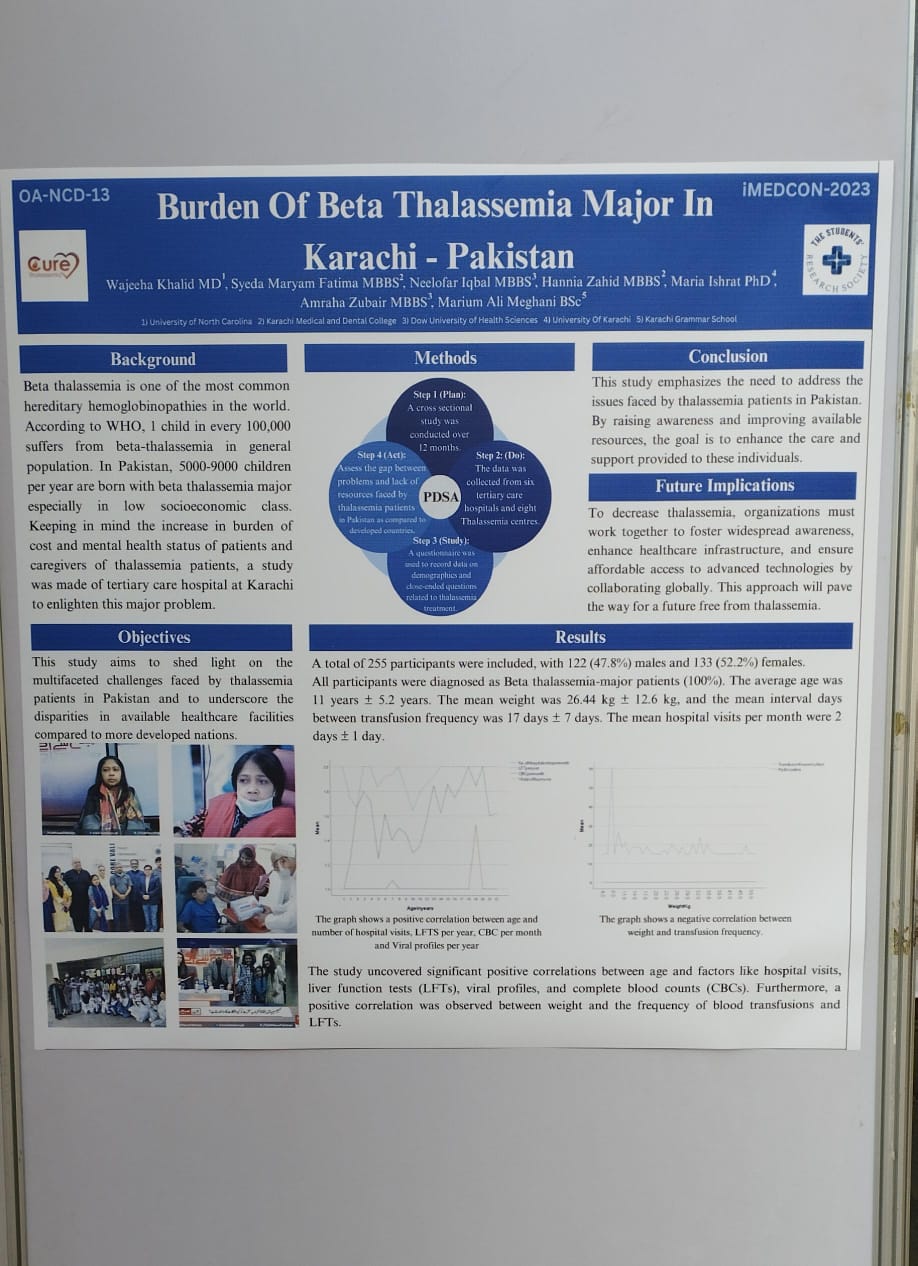 OA-NCD-13
iMEDCON-2023
Burden Of Beta Thalassemia Major In
Karachi - Pakistan
Cure
THE STUDENTS' RESEARCH SOCIETY
Wajeeha Khalid MD1, Syeda Maryam Fatima MBBS2, Neelofar Iqbal MBBS3, Hannia Zahid MBBS2, Maria Ishrat PhD4,
Amraha Zubair MBBS3, Marium Ali Meghani BSc5
1) University of North Carolina 2) Karachi Medical and Dental College 3) Dow University of Health Sciences 4) University Of Karachi 5) Karachi Grammar School
Background
Beta thalassemia is one of the most common
hereditary hemoglobinopathies in the world.
According to WHO, 1 child in every 100,000
suffers from beta-thalassemia in general
population. In Pakistan, 5000-9000 children
per year are born with beta thalassemia major
especially in low socioeconomic class.
Keeping in mind the increase in burden of
cost and mental health status of patients and
caregivers of thalassemia patients, a study
was made of tertiary care hospital at Karachi
to enlighten this major problem.
Objectives
This study aims to shed light on the
multifaceted challenges faced by thalassemia
patients in Pakistan and to underscore the
disparities in available healthcare facilities
compared to more developed nations.
Methods
Step 1 (Plan):
A cross sectional
study was
conducted over
12 months.
Step 2: (Do):
The data was
collected from six
tertiary care
hospitals and eight
Thalassemia centres.
Step 3 (Study):
A questionnaire was
used to record data on
demographics and
close-ended questions
related to thalassemia
treatment.
Step 4 (Act):
Assess the gap between
problems and lack of
resources faced by
thalassemia patients
in Pakistan as compared to
developed countries.
PDSA
Conclusion
This study emphasizes the need to address the
issues faced by thalassemia patients in Pakistan.
By raising awareness and improving available
resources, the goal is to enhance the care and
support provided to these individuals.
Future Implications
To decrease thalassemia, organizations must
work together to foster widespread awareness,
enhance healthcare infrastructure, and ensure
affordable access to advanced technologies by
collaborating globally. This approach will pave
the way for a future free from thalassemia.
Results
A total of 255 participants were included, with 122 (47.8%) males and 133 (52.2%) females.
All participants were diagnosed as Beta thalassemia-major patients (100%). The average age was
11 years ± 5.2 years. The mean weight was 26.44 kg ± 12.6 kg, and the mean interval days
between transfusion frequency was 17 days ± 7 days. The mean hospital visits per month were 2
days ± 1 day.
Mean
Mean
The graph shows a positive correlation between age and
number of hospital visits, LFTS per year, CBC per month
and Viral profiles per year
The graph shows a negative correlation between
weight and transfusion frequency.
The study uncovered significant positive correlations between age and factors like hospital visits,
liver function tests (LFTs), viral profiles, and complete blood counts (CBCs). Furthermore, a
positive correlation was observed between weight and the frequency of blood transfusions and
LFTs.